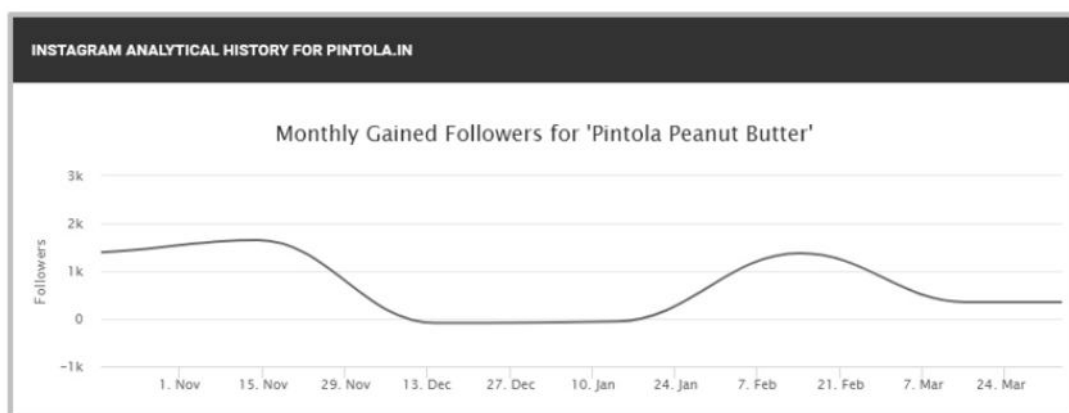 INSTAGRAM ANALYTICAL HISTORY FOR PINTOLA.IN
Monthly Gained Followers for 'Pintola Peanut Butter'
Followers
3k
2k
1k
0
-1k
1. Nov 15. Nov 29. Nov 13. Dec 27. Dec 10. Jan 24. Jan 7. Feb 21. Feb 7. Mar 24. Mar